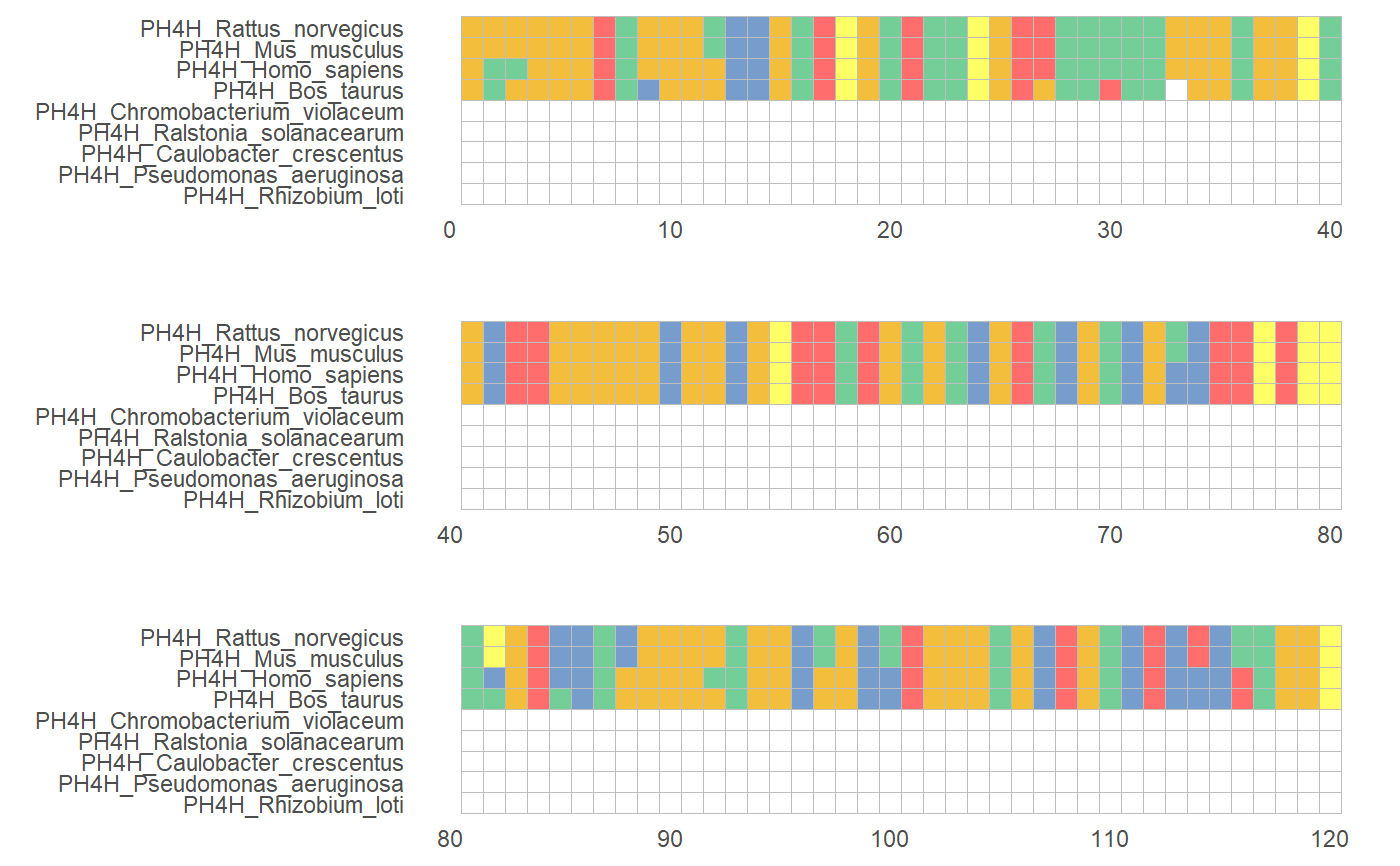 PH4H_Rattus_norvegicus
PH4H_Mus_musculus
PH4H_Homo_sapiens
PH4H_Bos_taurus
PH4H_Chromobacterium_violaceum
PH4H_Ralstonia_solanacearum
PH4H_Caulobacter_crescentus
PH4H_Pseudomonas_aeruginosa
PH4H_Rhizobium_loti
0 10 20 30 40
PH4H_Rattus_norvegicus
PH4H_Mus_musculus
PH4H_Homo_sapiens
PH4H_Bos_taurus
PH4H_Chromobacterium_violaceum
PH4H_Ralstonia_solanacearum
PH4H_Caulobacter_crescentus
PH4H_Pseudomonas_aeruginosa
PH4H_Rhizobium_loti
40 50 60 70 80
PH4H_Rattus_norvegicus
PH4H_Mus_musculus
PH4H_Homo_sapiens
PH4H_Bos_taurus
PH4H_Chromobacterium_violaceum
PH4H_Ralstonia_solanacearum
PH4H_Caulobacter_crescentus
PH4H_Pseudomonas_aeruginosa
PH4H_Rhizobium_loti
80 90 100 110 120